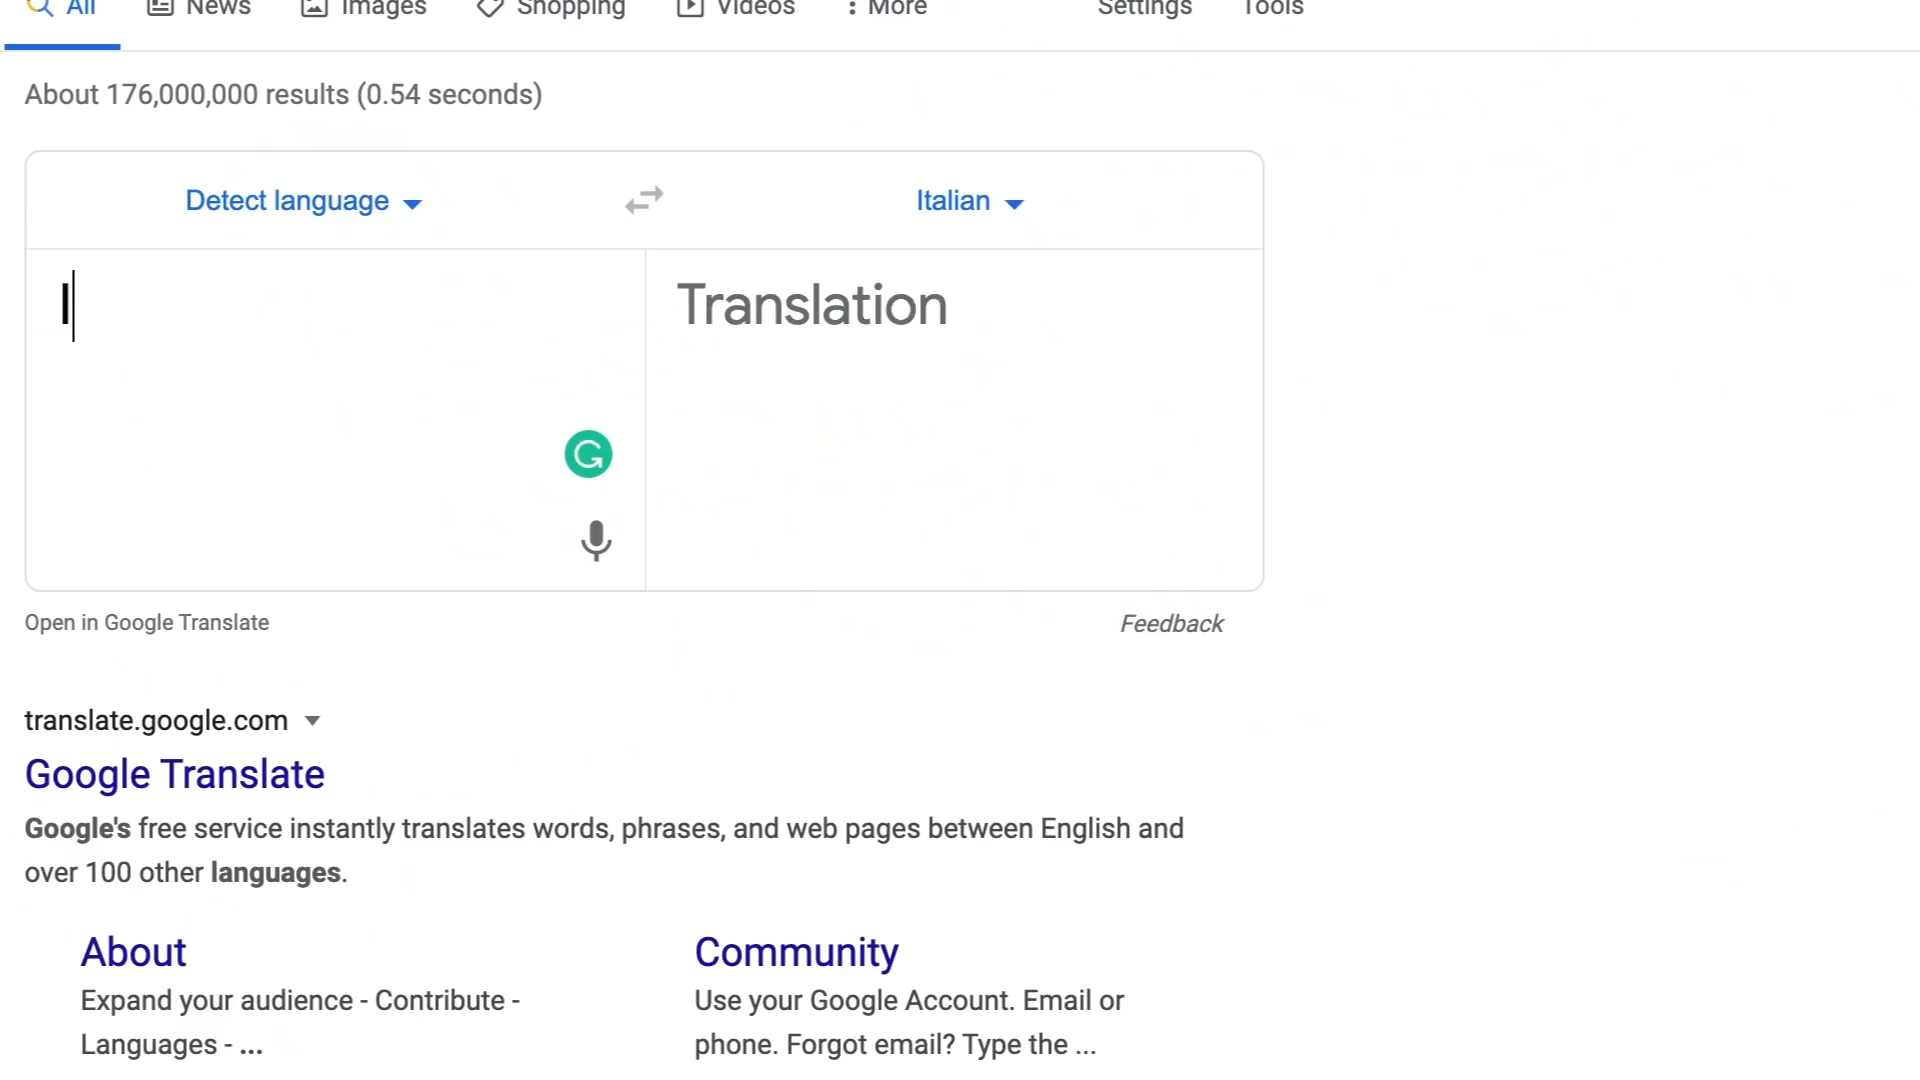 All News Images Shopping Videos More Settings Tools
About 176,000,000 results (0.54 seconds)
Detect language Italian
I Translation
Open in Google Translate Feedback
translate.google.com
Google Translate
Google's free service instantly translates words, phrases, and web pages between English and
over 100 other languages.
About
Expand your audience - Contribute -
Languages - ...
Community
Use your Google Account. Email or
phone. Forgot email? Type the ...